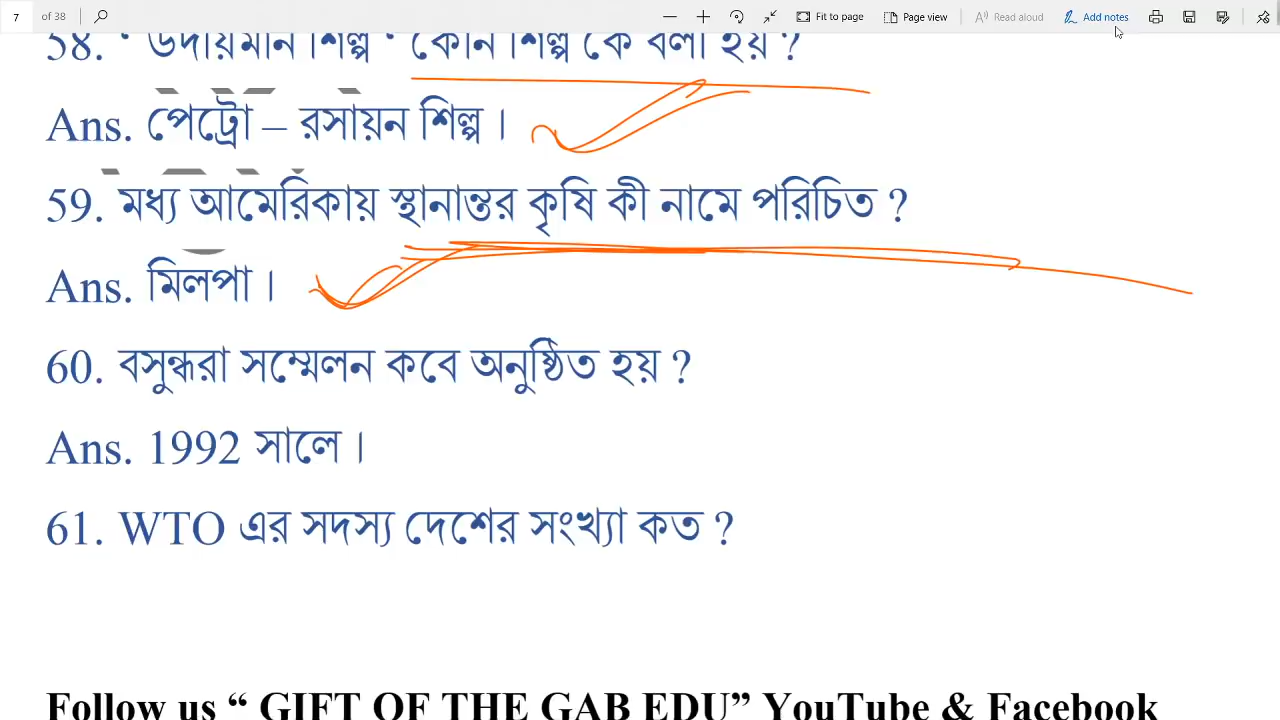 7 of 38 Fit to page Page view Read aloud Add notes
58. ' উদীয়মান শিল্প ' কোন শিল্প কে বলা হয় ?
Ans. পেট্রো – রসায়ন শিল্প ।
59. মধ্য আমেরিকায় স্থানান্তর কৃষি কী নামে পরিচিত ?
Ans. মিলপা ।
60. বসুন্ধরা সম্মেলন কবে অনুষ্ঠিত হয় ?
Ans. 1992 সালে ।
61. WTO এর সদস্য দেশের সংখ্যা কত ?
Follow us “ GIFT OF THE GAB EDU” YouTube & Facebook